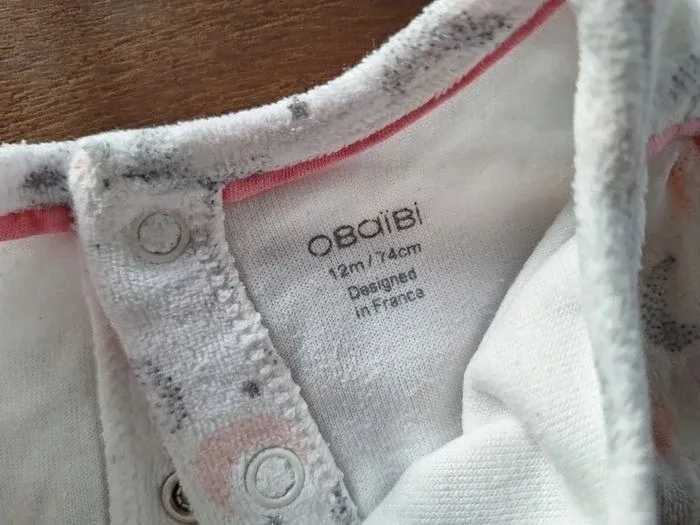 OBaïBi
12m / 74cm
Designed
in France